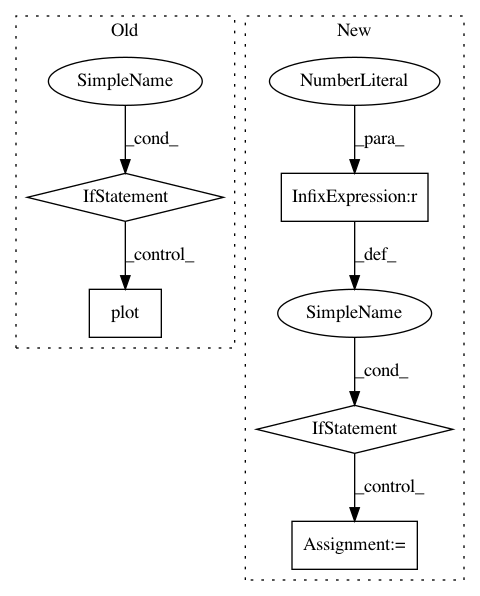 Old
SimpleName
_cond_
IfStatement
_control_
plot
New
NumberLiteral
_para_
InfixExpression:r
_def_
SimpleName
_cond_
IfStatement
_control_
Assignment:=